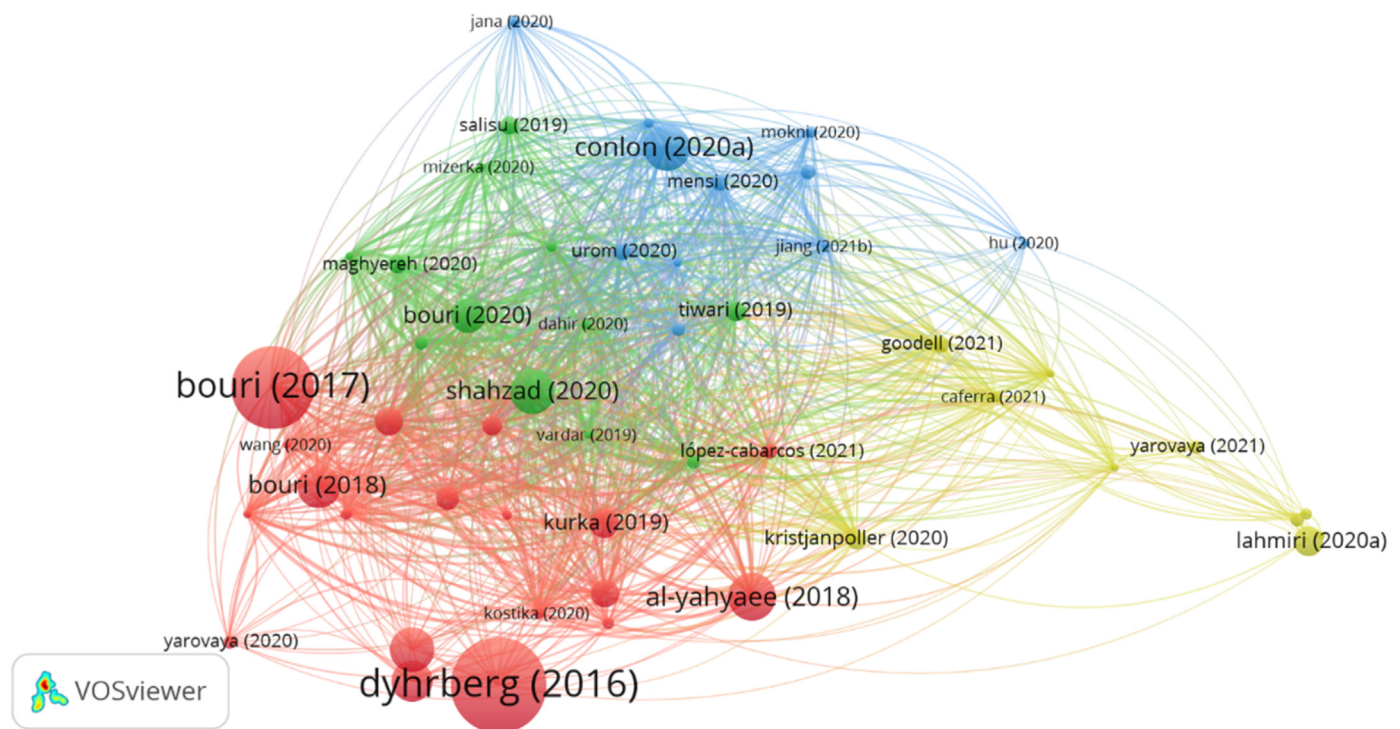 jana (2020)
salisu (2019)
mokni (2020)
conlon (2020a)
mizerka (2020)
mensi (2020)
hu (2020)
jiang (2021b)
urom (2020)
maghyereh (2020)
tiwari (2019)
bouri (2020)
dahir (2020)
goodell (2021)
bouri (2017)
shahzad (2020)
caferra (2021)
vardar (2019)
wang (2020)
yarovaya (2021)
lópez-cabarcos (2021)
bouri (2018)
kurka (2019)
kristjanpoller (2020)
lahmiri (2020a)
al-yahyaee (2018)
kostika (2020)
yarovaya (2020)
dyhrberg (2016)
VOSviewer